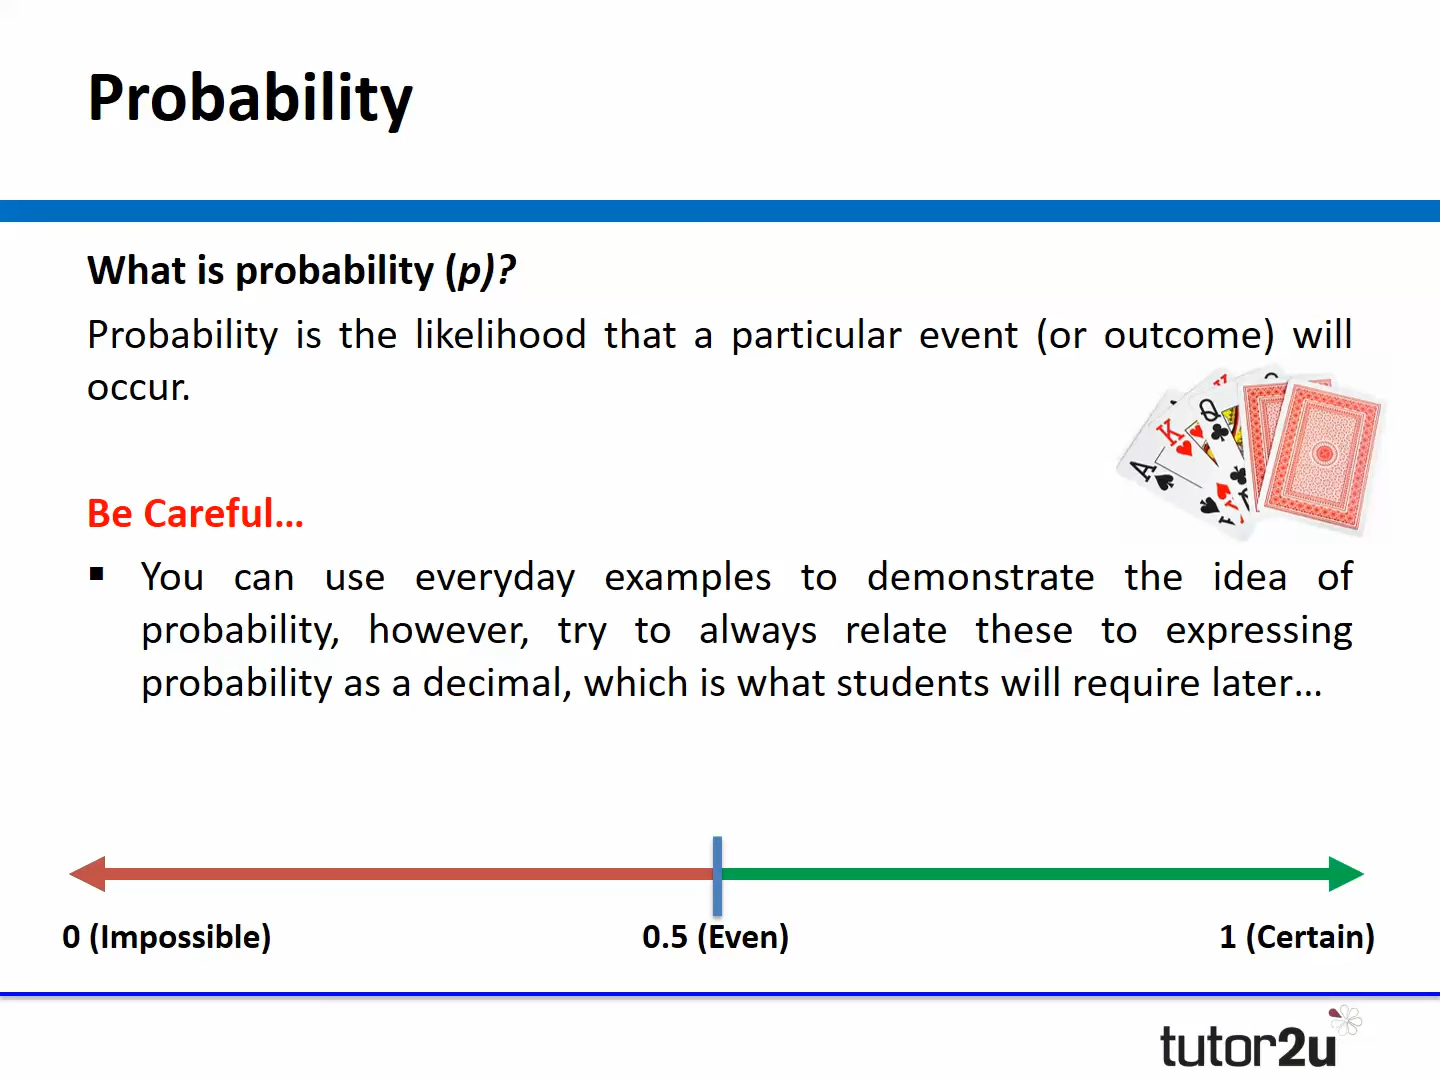 Probability
What is probability (p)?
Probability is the likelihood that a particular event (or outcome) will
occur.
K
Q
A
Be Careful...
▪ You can use everyday examples to demonstrate the idea of
probability, however, try to always relate these to expressing
probability as a decimal, which is what students will require later...
0 (Impossible)
0.5 (Even)
1 (Certain)
tutor2u